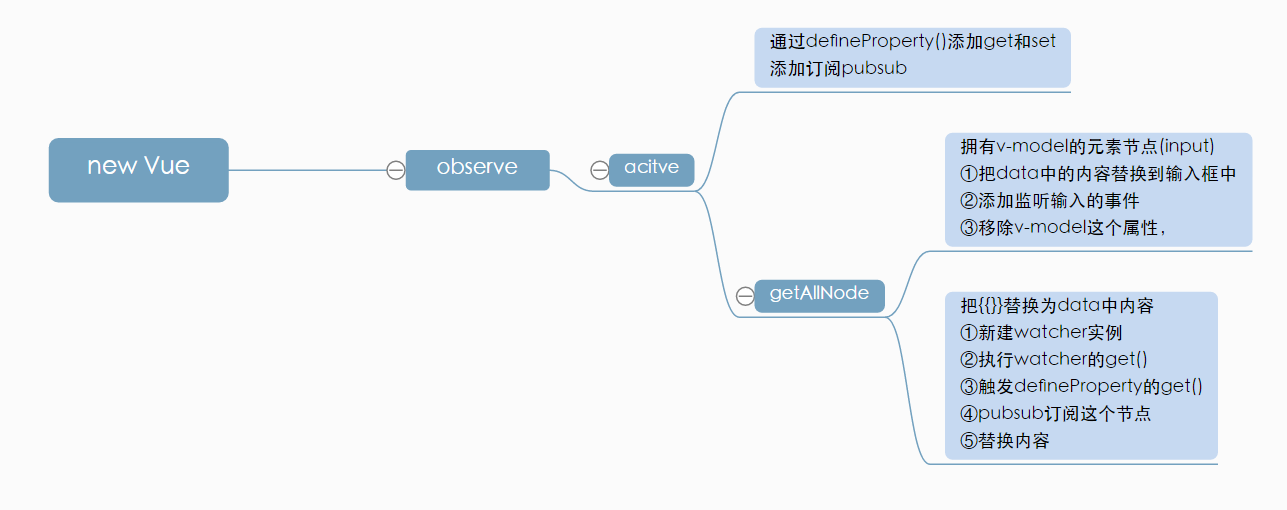 new Vue
observe
acitve
通过defineProperty()添加get和set
添加订阅pubsub
getAllNode
拥有v-model的元素节点(input)
①把data中的内容替换到输入框中
②添加监听输入的事件
③移除v-model这个属性，
把{{}}替换为data中内容
①新建watcher实例
②执行watcher的get()
③触发defineProperty的get()
④pubsub订阅这个节点
⑤替换内容